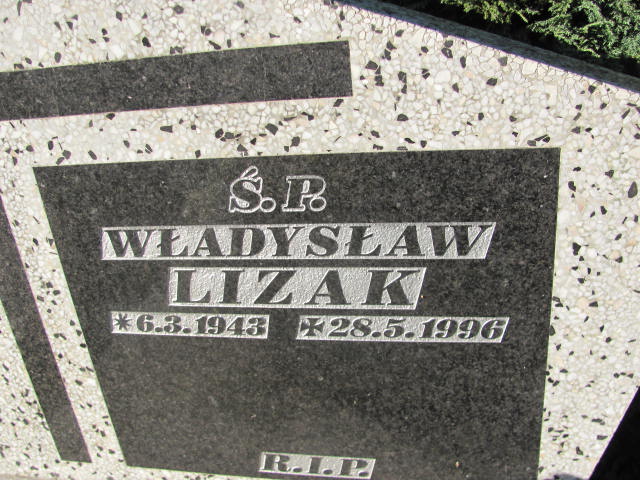 Ś.P.
WŁADYSŁAW
LIZAK
*6.3.1943 ✠28.5.1996
R.I.P.